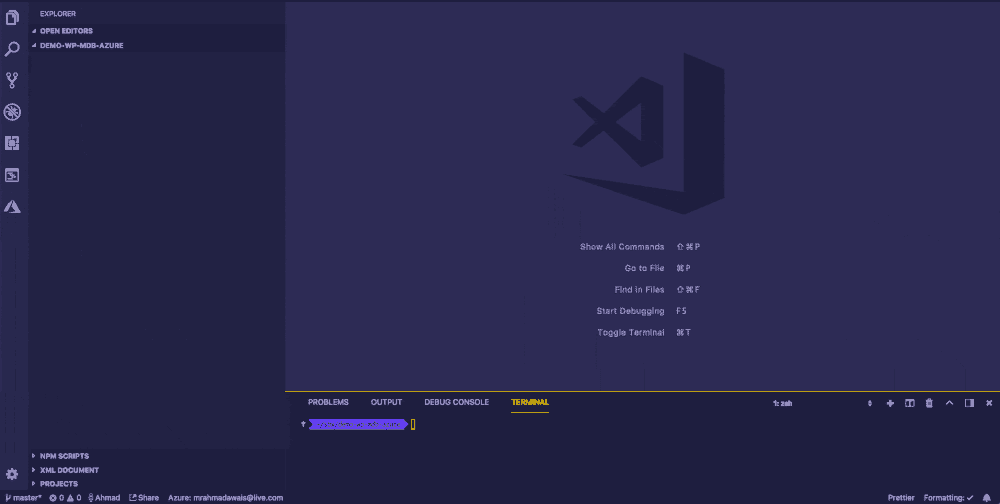 EXPLORER
OPEN EDITORS
DEMO-WP-MDB-AZURE
Show All Commands ⇧⌘P
Go to File ⌘P
Find in Files ⇧⌘F
Start Debugging F5
Toggle Terminal ⌘T
PROBLEMS OUTPUT DEBUG CONSOLE TERMINAL 1: zsh
NPM SCRIPTS
XML DOCUMENT
PROJECTS
master* 0 0 Ahmad Share Azure: mrahmadawais@live.com Prettier Formatting: ✓